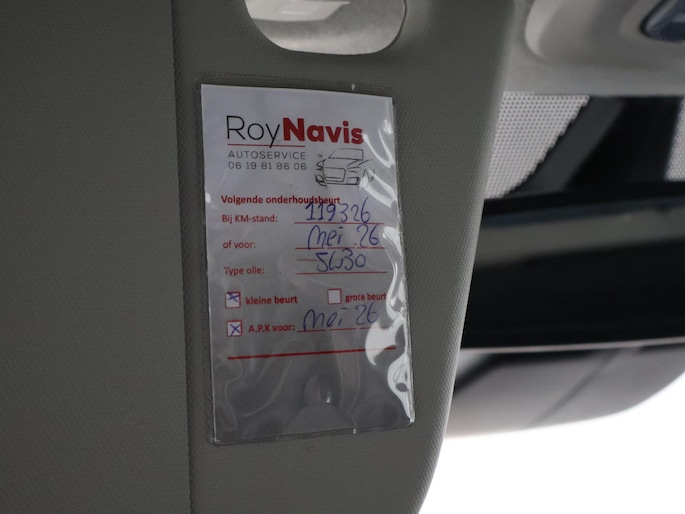 RoyNavis
AUTOSERVICE
06 19 81 86 06
Volgende onderhoudsbeurt
Bij KM-stand: 119326
of voor: Mei 26
Type olie: 5W30
x kleine beurt grote beurt
x A.P.K voor: Mei 26